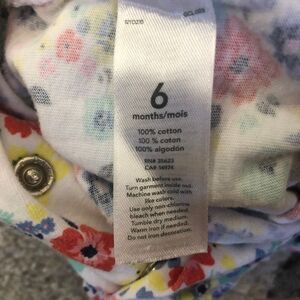 6
months/mois
100% cotton
100 % coton
100% algodón
RN# 35623
Wash before use.
Turn garment inside out.
Machine wash cold with
like colors.
Use only non-chlorine
bleach when needed.
Tumble dry medium.
Warm iron if needed.
Do not iron decoration.